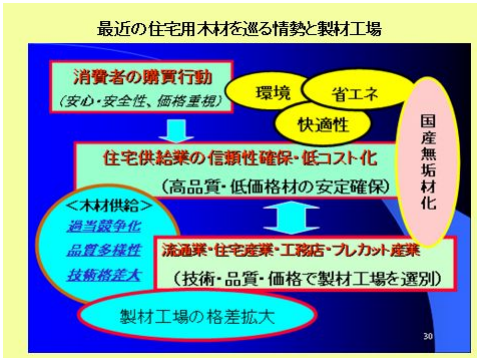 最近の住宅用木材を巡る情勢と製材工場
消費者の購買行動
(安心・安全性、価格重視)
環境
省エネ
快適性
国産無垢材化
住宅供給業の信頼性確保・低コスト化
(高品質・低価格材の安定確保)
<木材供給>
過当競争化
品質多様性
技術格差大
流通業・住宅産業・工務店・プレカット産業
(技術・品質・価格で製材工場を選別)
製材工場の格差拡大
30